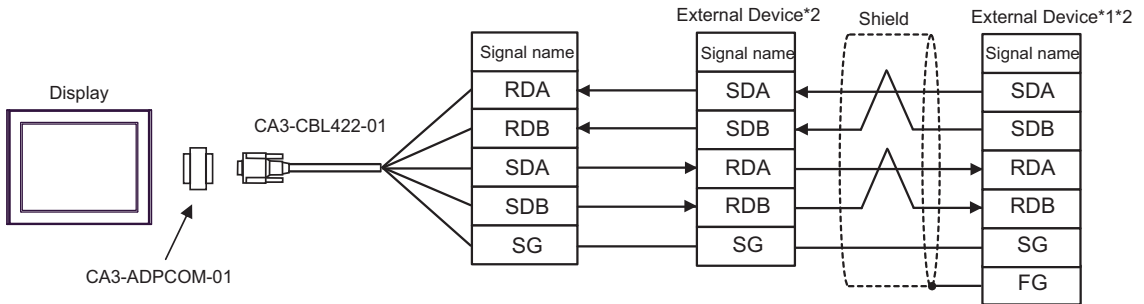 External Device*2
Shield
External Device*1*2
Signal name
Signal name
Signal name
Display
CA3-CBL422-01
RDA
SDA
SDA
RDB
SDB
SDB
SDA
RDA
RDA
SDB
RDB
RDB
SG
SG
SG
FG
CA3-ADPCOM-01